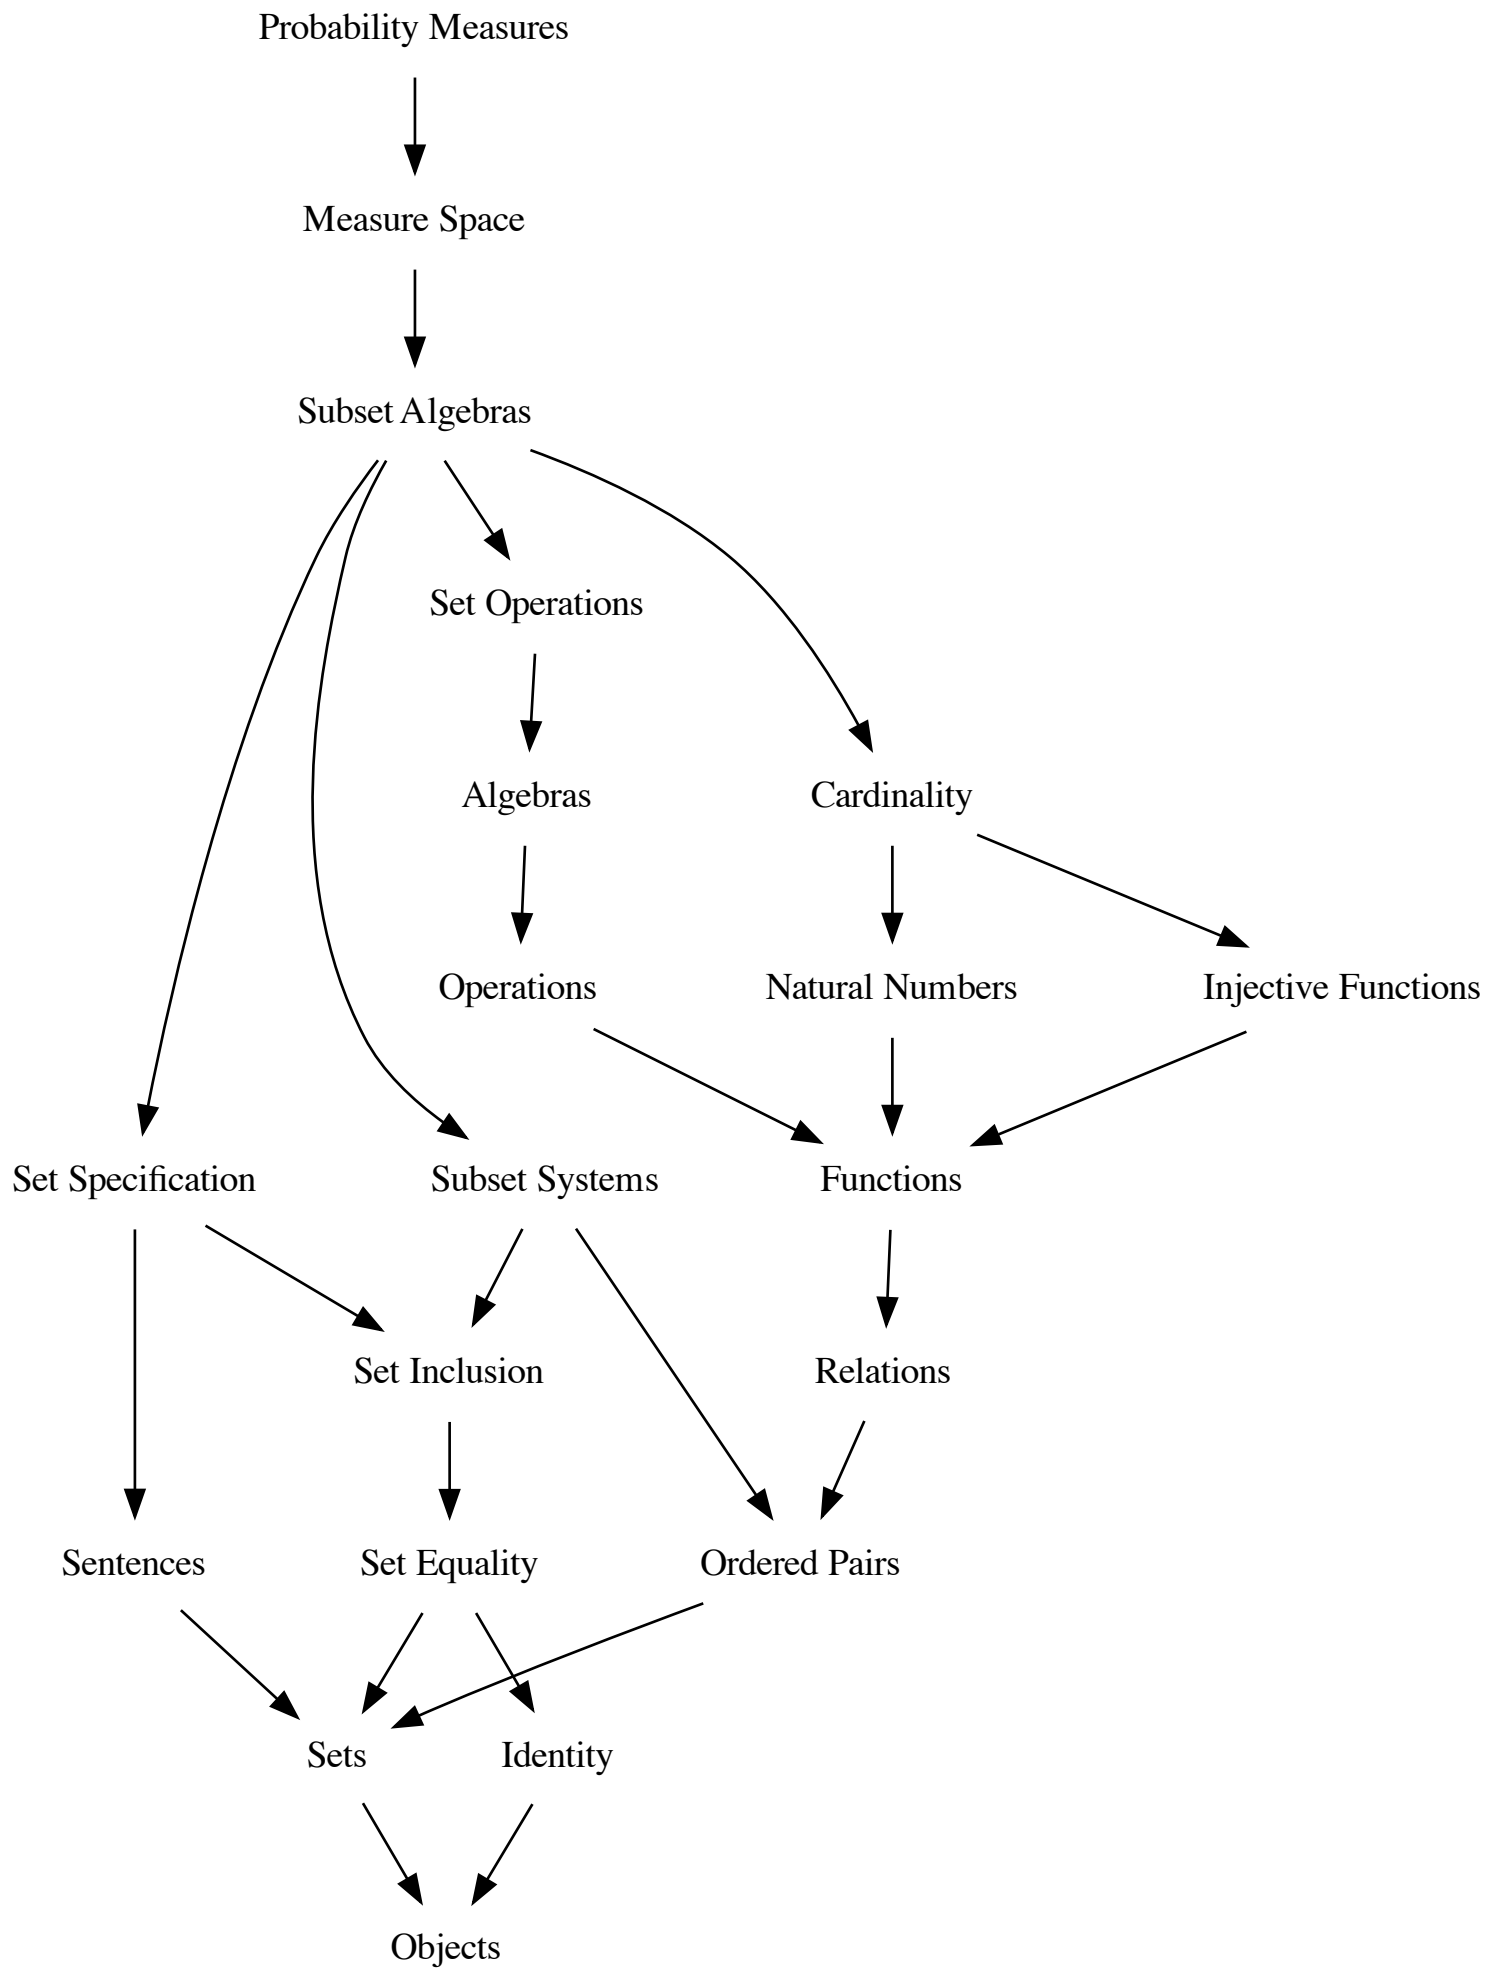 Probability Measures
Measure Space
Subset Algebras
Set Operations
Algebras
Cardinality
Operations
Natural Numbers
Injective Functions
Set Specification
Subset Systems
Functions
Set Inclusion
Relations
Sentences
Set Equality
Ordered Pairs
Sets
Identity
Objects